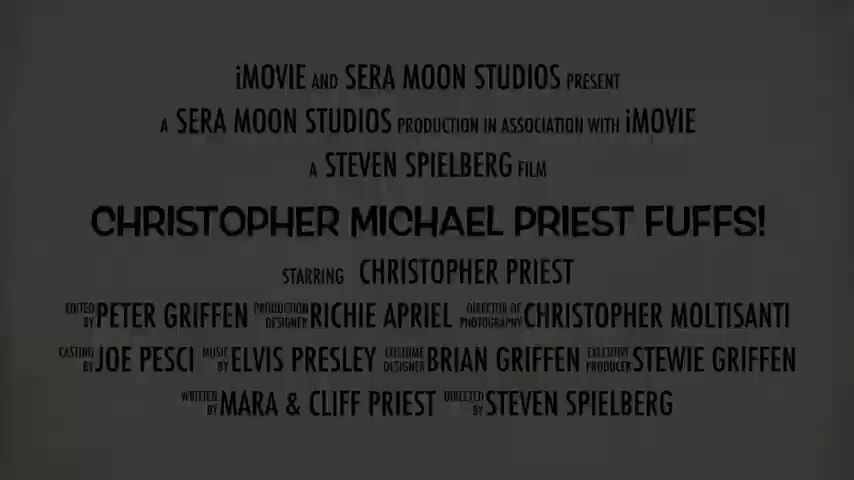 iMOVIE AND SERA MOON STUDIOS PRESENT
A SERA MOON STUDIOS PRODUCTION IN ASSOCIATION WITH iMOVIE
A STEVEN SPIELBERG FILM
CHRISTOPHER MICHAEL PRIEST FUFFS!
STARRING CHRISTOPHER PRIEST
EDITED BY PETER GRIFFEN PRODUCTION DESIGNER RICHIE APRIEL DIRECTOR OF PHOTOGRAPHY CHRISTOPHER MOLTISANTI
CASTING BY JOE PESCI MUSIC BY ELVIS PRESLEY COSTUME DESIGNER BRIAN GRIFFEN EXECUTIVE PRODUCER STEWIE GRIFFEN
WRITTEN BY MARA & CLIFF PRIEST DIRECTED BY STEVEN SPIELBERG